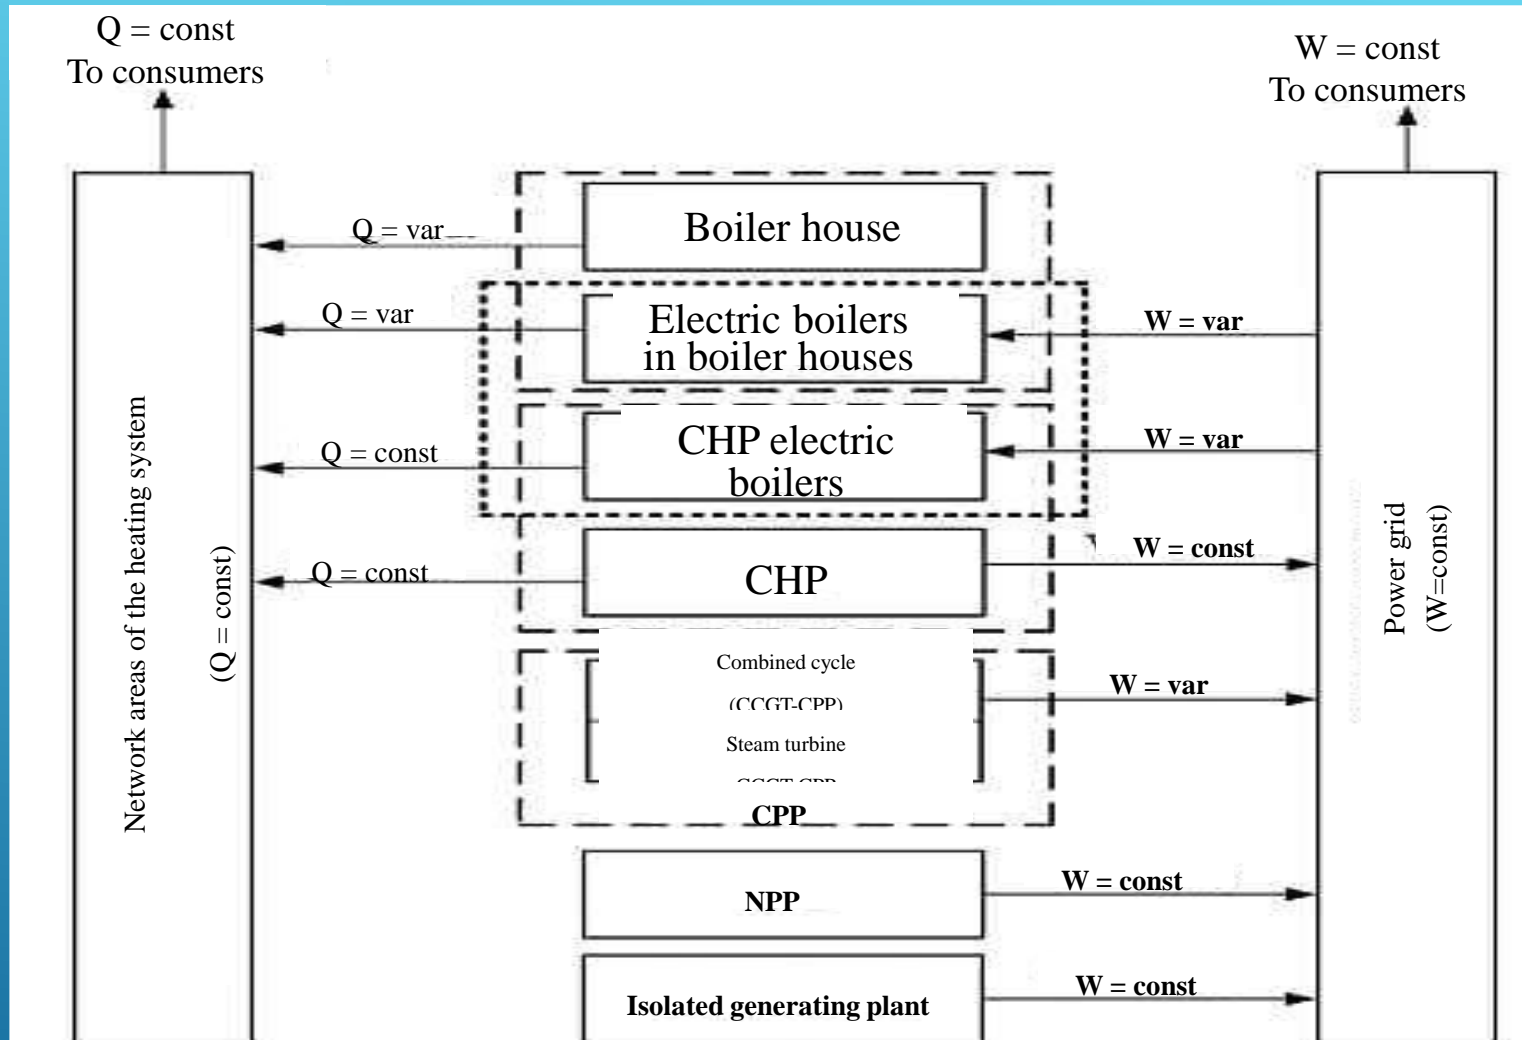 Q = const
To consumers
W = const
To consumers
Boiler house
Q = var
Electric boilers
in boiler houses
Q = var
W = var
CHP electric
boilers
Q = const
W = var
CHP
Q = const
W = const
Combined cycle
(CCGT-CPP)
W = var
Steam turbine
CPP
NPP
W = const
Isolated generating plant
W = const
Network areas of the heating system
(Q = const)
Power grid
(W=const)